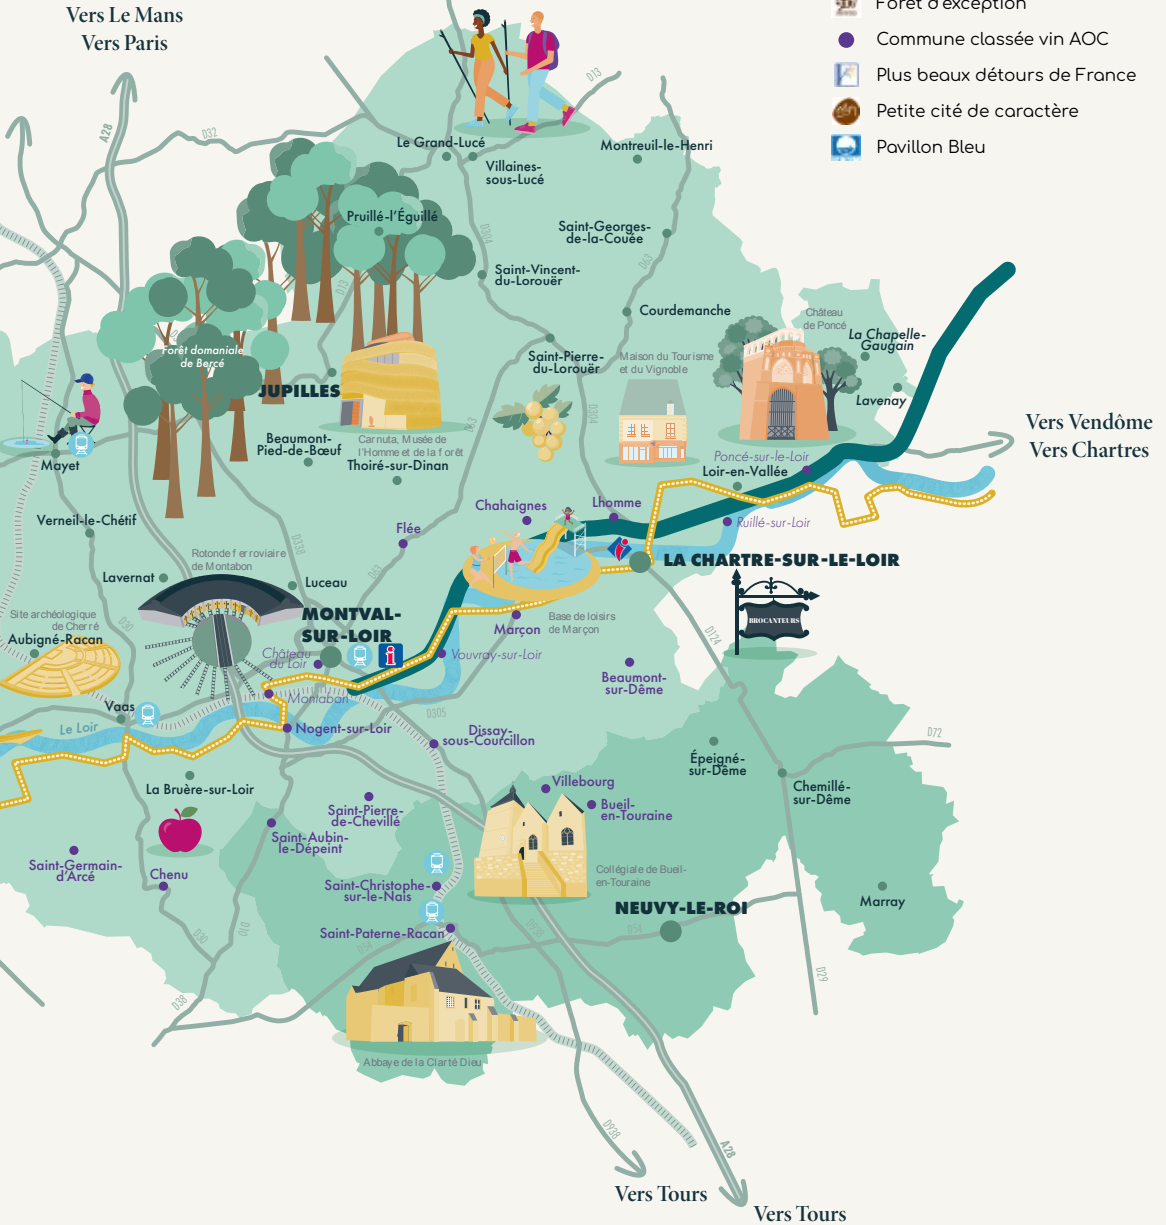 Vers Le Mans
Vers Paris
Forêt d'exception
Commune classée vin AOC
Plus beaux détours de France
Petite cité de caractère
Pavillon Bleu
A28
D32
D13
Le Grand-Lucé
Villaines-
sous-Lucé
Montreuil-le-Henri
Pruillé-l'Éguillé
D304
Saint-Georges-
de-la-Couée
D63
Saint-Vincent-
du-Lorouër
D13
Courdemanche
Château
de Poncé
La Chapelle-
Gaugain
Forêt domaniale
de Bercé
Saint-Pierre-
du-Lorouër
Maison du Tourisme
et du Vignoble
JUPILLES
Lavenay
D304
D63
Vers Vendôme
Vers Chartres
Beaumont-
Pied-de-Bœuf
Carnuta, Musée de
l'Homme et de la forêt
Thoiré-sur-Dinan
Mayet
Poncé-sur-le-Loir
Loir-en-Vallée
Chahaignes
Lhomme
Ruillé-sur-Loir
Verneil-le-Chétif
Flée
D338
Rotonde ferroviaire
de Montabon
LA CHARTRE-SUR-LE-LOIR
Lavernat
Luceau
D63
Site archéologique
de Cherré
Aubigné-Racan
D30
MONTVAL-
SUR-LOIR
Marçon
Base de loisirs
de Marçon
BROCANTEURS
D124
Château
du Loir
Vouvray-sur-Loir
Beaumont-
sur-Dême
Montabon
Vaas
D305
Le Loir
Nogent-sur-Loir
Dissay-
sous-Courcillon
D72
Épeigné-
sur-Dême
La Bruère-sur-Loir
Villebourg
Chemillé-
sur-Dême
Saint-Pierre-
de-Chevillé
Bueil-
en-Touraine
Saint-Aubin-
le-Dépeint
Saint-Germain-
d'Arcé
Chenu
Collégiale de Bueil-
en-Touraine
Saint-Christophe-
sur-le-Nais
Marray
NEUVY-LE-ROI
Saint-Paterne-Racan
D30
D10
D54
D938
D54
D29
D38
Abbaye de la Clarté Dieu
D938
A28
Vers Tours
Vers Tours